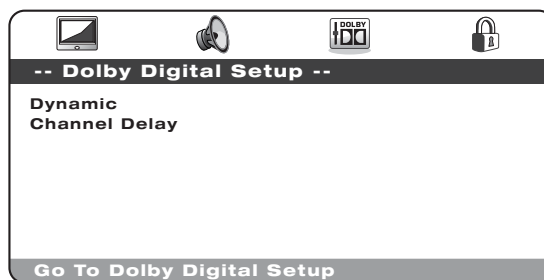 DOLBY
-- Dolby Digital Setup --
Dynamic
Channel Delay
Go To Dolby Digital Setup